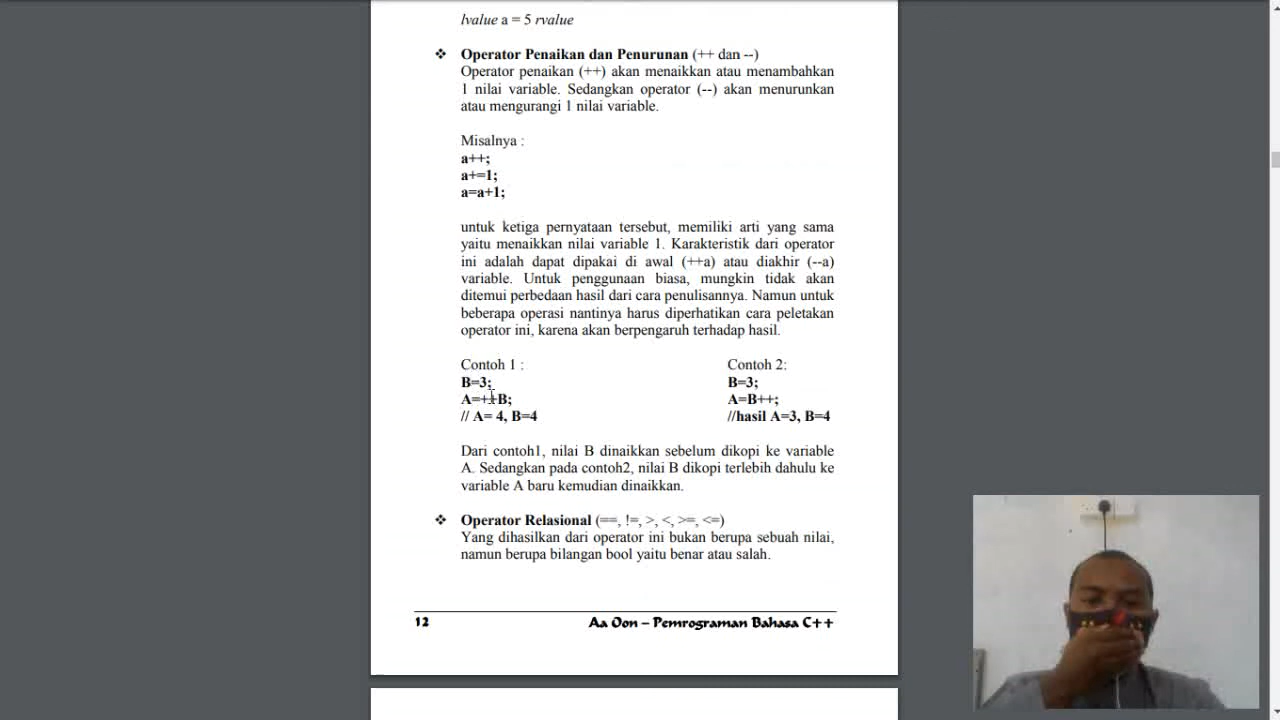 lvalue a = 5 rvalue
❖ Operator Penaikan dan Penurunan (++ dan --)
Operator penaikan (++) akan menaikkan atau menambahkan
1 nilai variable. Sedangkan operator (--) akan menurunkan
atau mengurangi 1 nilai variable.
Misalnya :
a++;
a+=1;
a=a+1;
untuk ketiga pernyataan tersebut, memiliki arti yang sama
yaitu menaikkan nilai variable 1. Karakteristik dari operator
ini adalah dapat dipakai di awal (++a) atau diakhir (--a)
variable. Untuk penggunaan biasa, mungkin tidak akan
ditemui perbedaan hasil dari cara penulisannya. Namun untuk
beberapa operasi nantinya harus diperhatikan cara peletakan
operator ini, karena akan berpengaruh terhadap hasil.
Contoh 1 :
B=3;
A=++B;
// A= 4, B=4
Contoh 2:
B=3;
A=B++;
//hasil A=3, B=4
Dari contoh1, nilai B dinaikkan sebelum dikopi ke variable
A. Sedangkan pada contoh2, nilai B dikopi terlebih dahulu ke
variable A baru kemudian dinaikkan.
❖ Operator Relasional (==, !=, >, <, >=, <=)
Yang dihasilkan dari operator ini bukan berupa sebuah nilai,
namun berupa bilangan bool yaitu benar atau salah.
12 Aa Oon – Pemrograman Bahasa C++